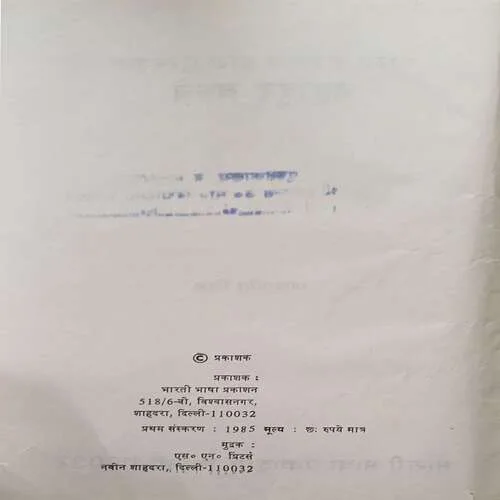 © प्रकाशक
प्रकाशक :
भारती भाषा प्रकाशन
518/6-बी, विश्वासनगर,
शाहदरा, दिल्ली-110032
प्रथम संस्करण : 1985 मूल्य : छः रुपये मात्र
मुद्रक :
एस० एन० प्रिंटर्स
नवीन शाहदरा, दिल्ली-110032